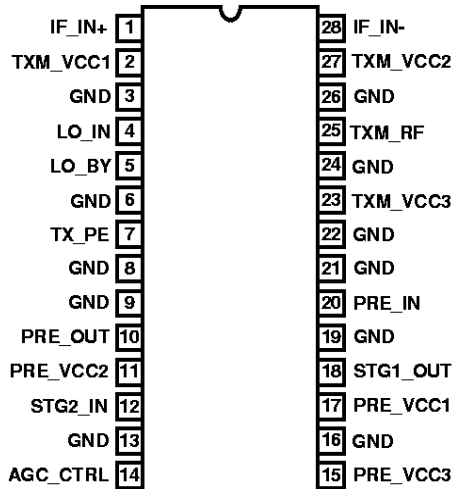 IF_IN+ 1 28 IF_IN-
TXM_VCC1 2 27 TXM_VCC2
GND 3 26 GND
LO_IN 4 25 TXM_RF
LO_BY 5 24 GND
GND 6 23 TXM_VCC3
TX_PE 7 22 GND
GND 8 21 GND
GND 9 20 PRE_IN
PRE_OUT 10 19 GND
PRE_VCC2 11 18 STG1_OUT
STG2_IN 12 17 PRE_VCC1
GND 13 16 GND
AGC_CTRL 14 15 PRE_VCC3